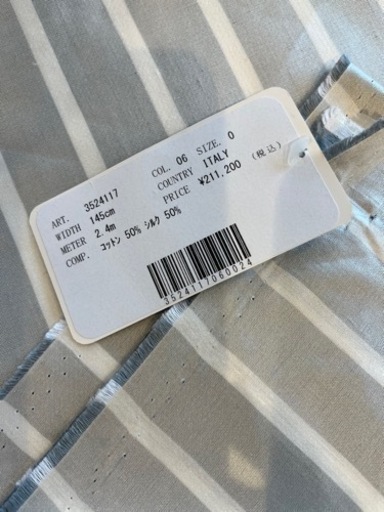 ART. 3524117 COL. 06 SIZE. 0
WIDTH 145cm COUNTRY ITALY
METER 2.4m PRICE ¥211,200 (税込)
COMP. コットン 50% シルク 50%
3524117060024